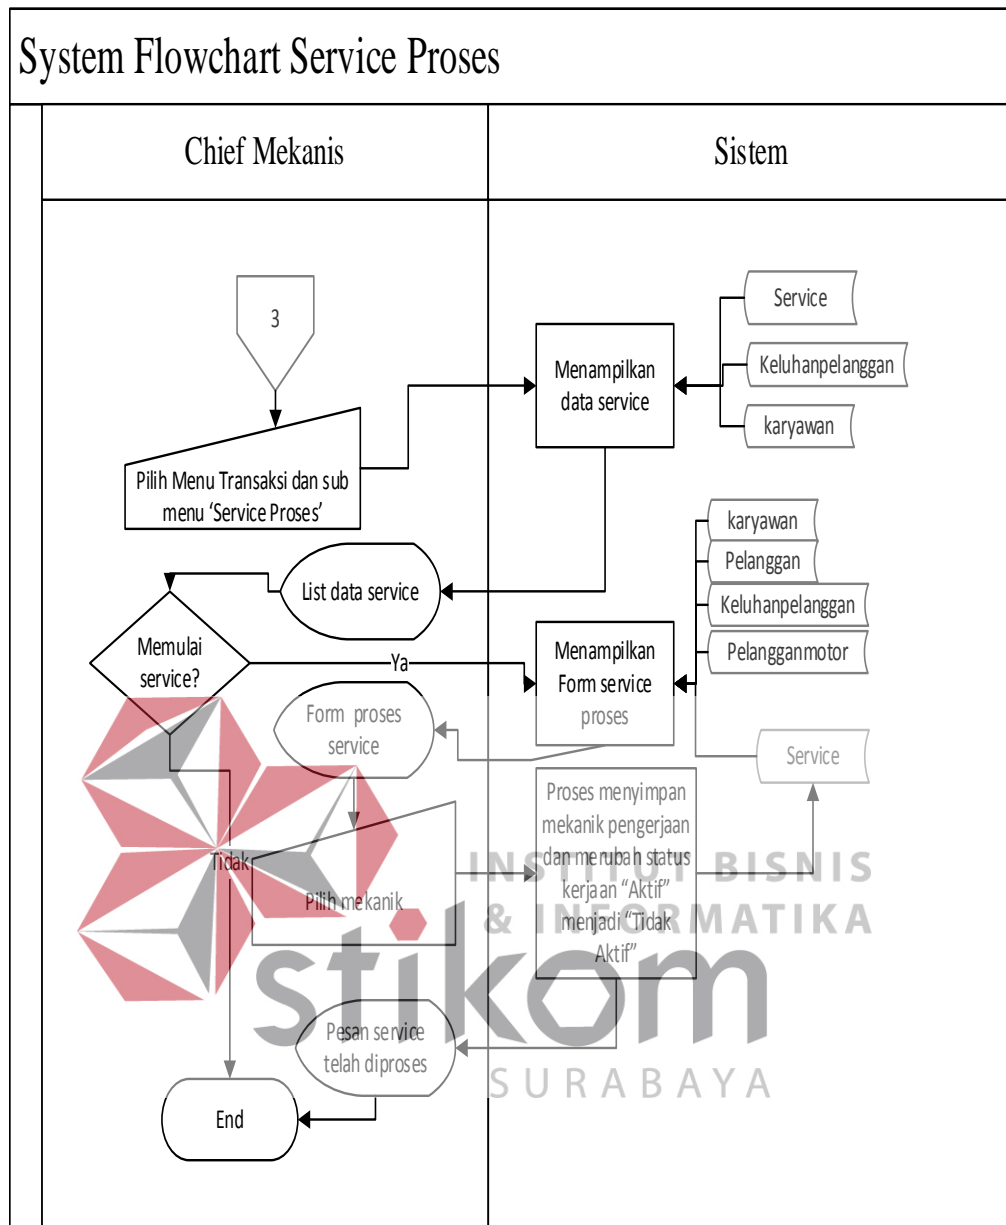 System Flowchart Service Proses
Chief Mekanis
Sistem
3
Pilih Menu Transaksi dan sub
menu ‘Service Proses’
Menampilkan
data service
Service
Keluhanpelanggan
karyawan
List data service
Memulai
service?
Ya
Tidak
Menampilkan
Form service
proses
karyawan
Pelanggan
Keluhanpelanggan
Pelangganmotor
Service
Form proses
service
Pilih mekanik
Proses menyimpan
mekanik pengerjaan
dan merubah status
kerjaan “Aktif”
menjadi “Tidak
Aktif”
Pesan service
telah diproses
End
INSTITUT BISNIS
& INFORMATIKA
stikom
SURABAYA